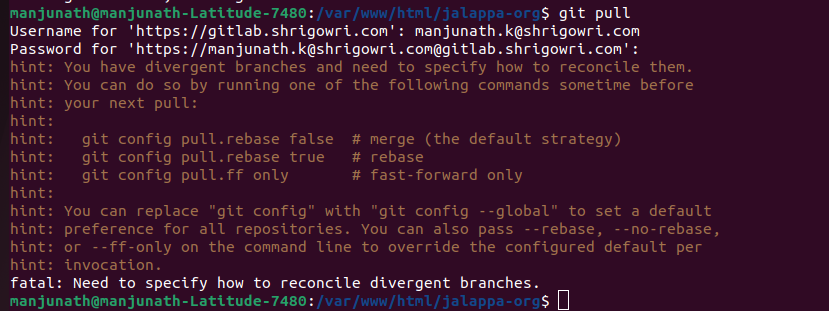 manjunath@manjunath-Latitude-7480:/var/www/html/jalappa-org$ git pull
Username for 'https://gitlab.shrigowri.com': manjunath.k@shrigowri.com
Password for 'https://manjunath.k@shrigowri.com@gitlab.shrigowri.com':
hint: You have divergent branches and need to specify how to reconcile them.
hint: You can do so by running one of the following commands sometime before
hint: your next pull:
hint:
hint:   git config pull.rebase false  # merge (the default strategy)
hint:   git config pull.rebase true   # rebase
hint:   git config pull.ff only       # fast-forward only
hint:
hint: You can replace "git config" with "git config --global" to set a default
hint: preference for all repositories. You can also pass --rebase, --no-rebase,
hint: or --ff-only on the command line to override the configured default per
hint: invocation.
fatal: Need to specify how to reconcile divergent branches.
manjunath@manjunath-Latitude-7480:/var/www/html/jalappa-org$